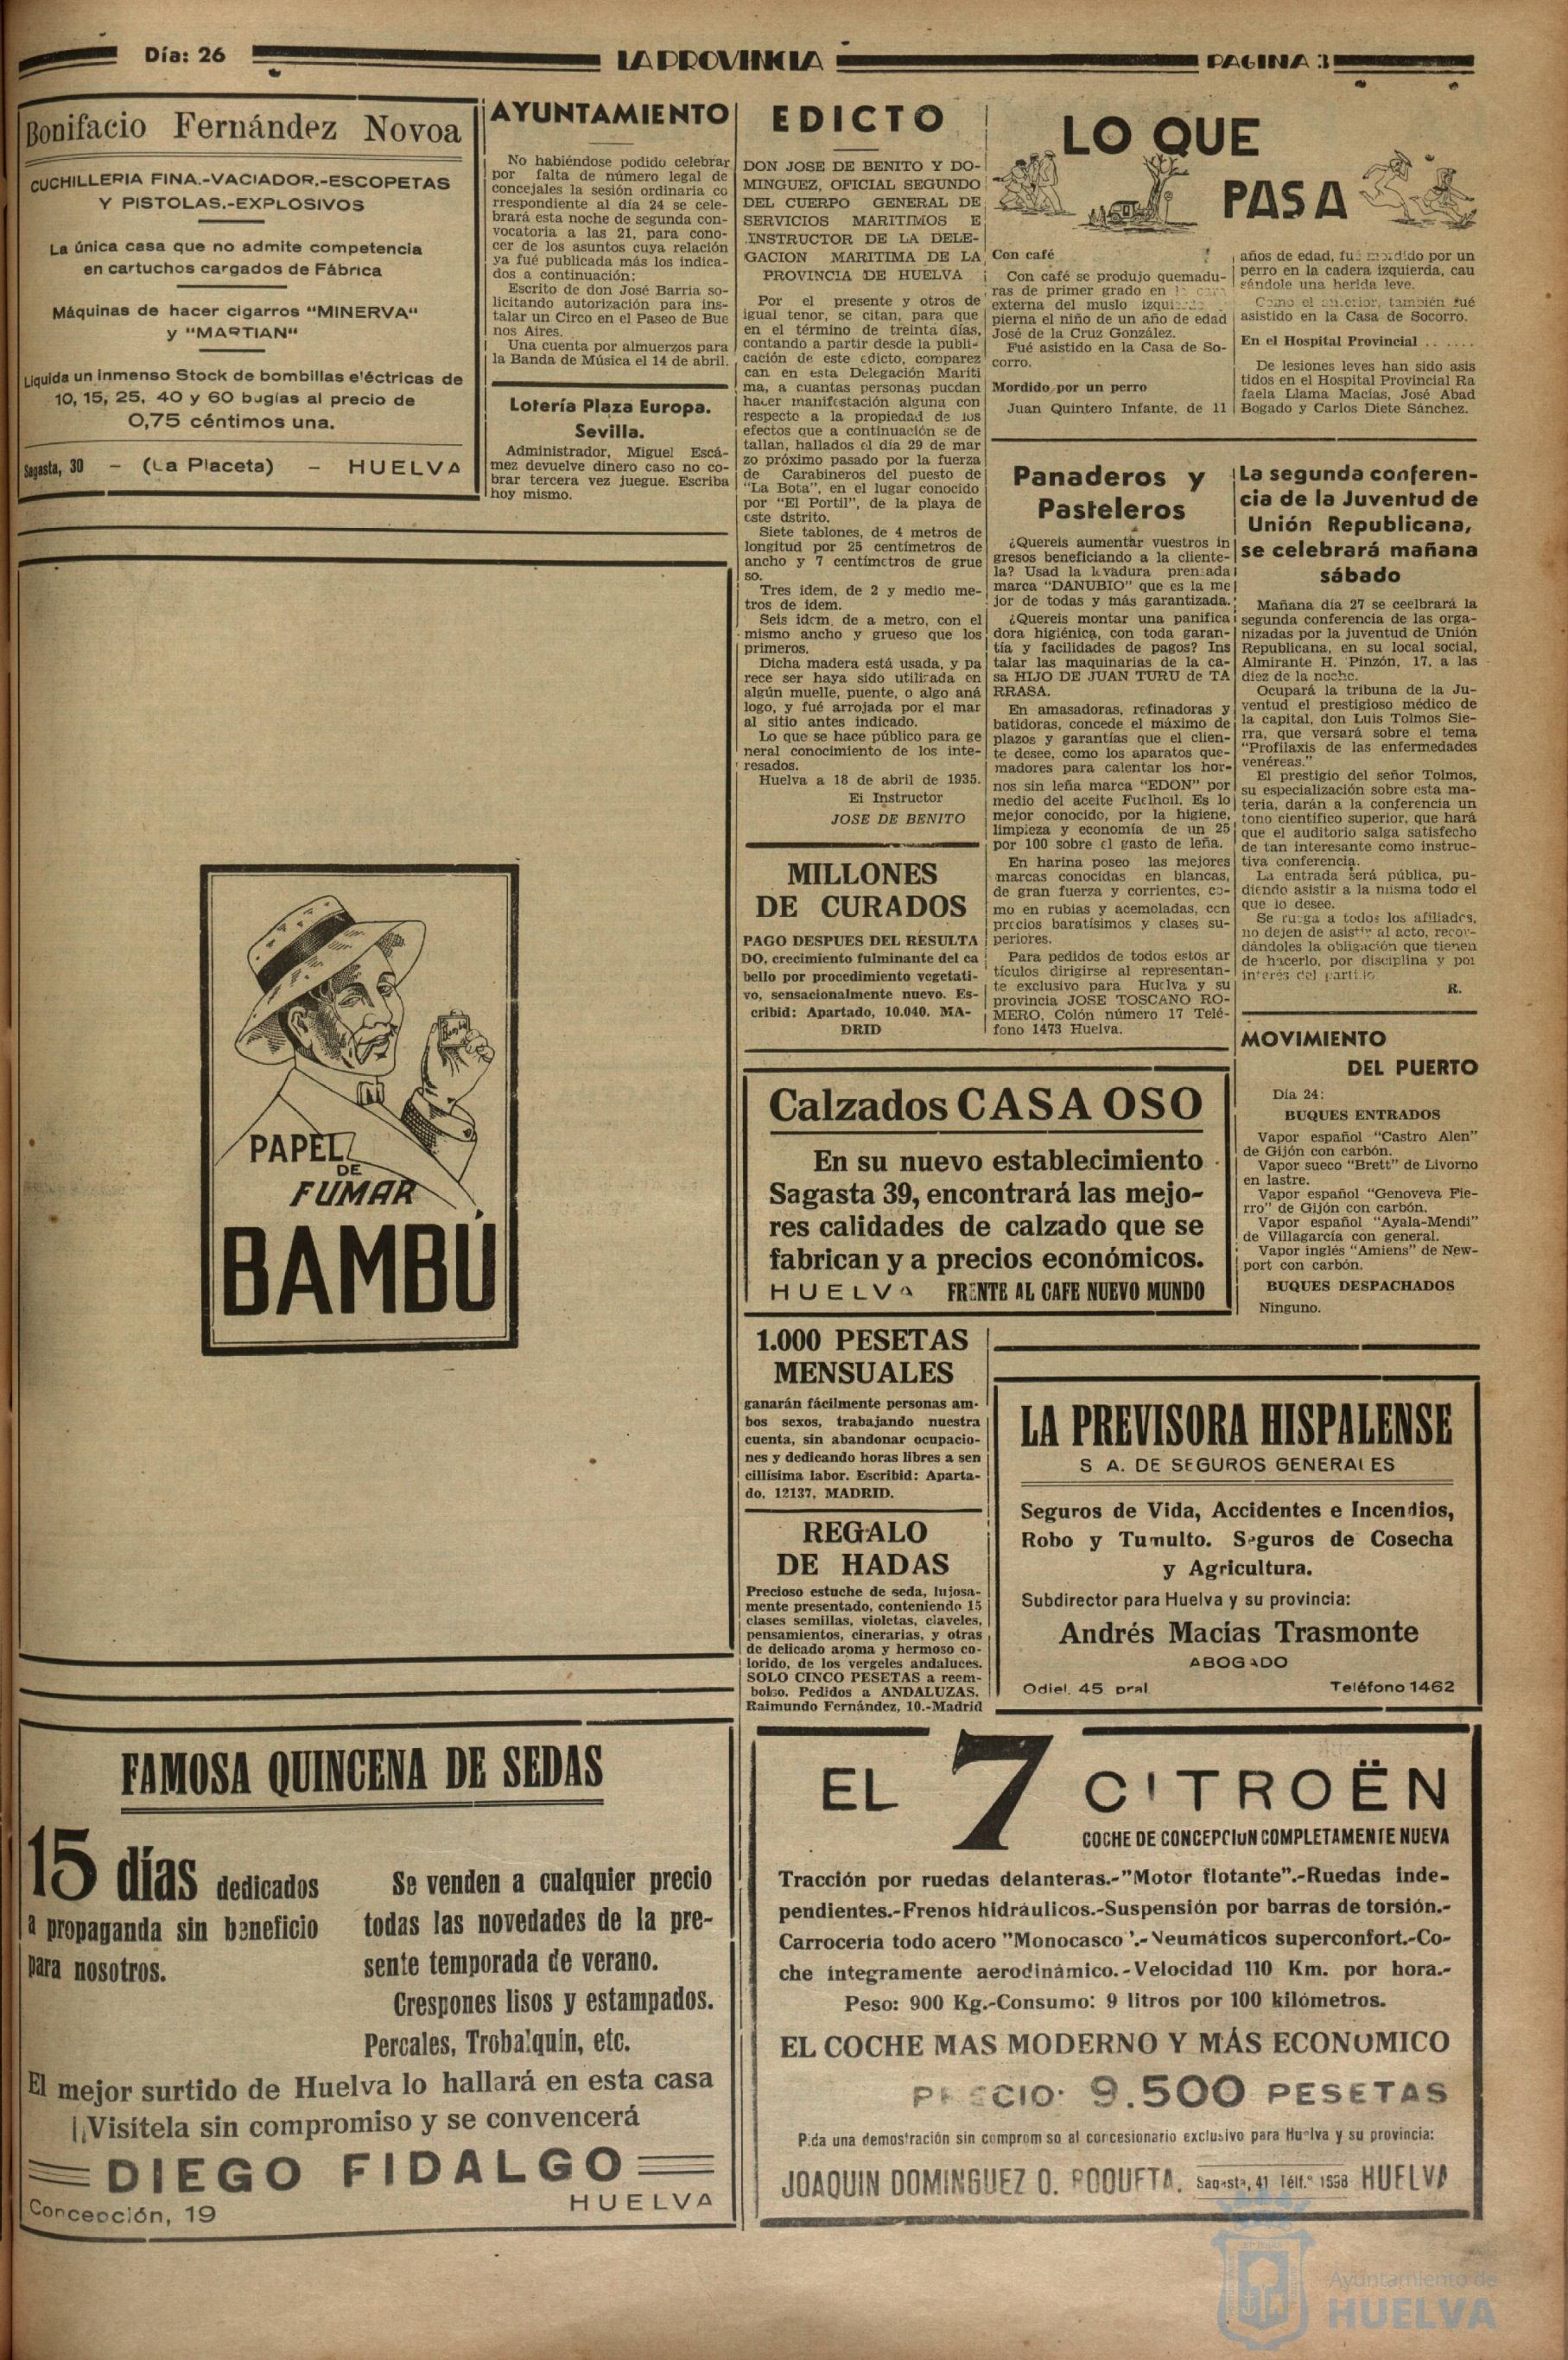 Día: 26
LA PROVINCIA
PAGINA 3
Bonifacio Fernández Novoa
CUCHILLERIA FINA.-VACIADOR.-ESCOPETAS
Y PISTOLAS.-EXPLOSIVOS
La única casa que no admite competencia
en cartuchos cargados de Fábrica
Máquinas de hacer cigarros "MINERVA"
y "MARTIAN"
Liquida un inmenso Stock de bombillas eléctricas de
10, 15, 25, 40 y 60 bugías al precio de
0,75 céntimos una.
Sagasta, 30 - (La Placeta) - HUELVA
AYUNTAMIENTO
No habiéndose podido celebrar
por falta de número legal de
concejales la sesión ordinaria co
rrespondiente al día 24 se cele-
brará esta noche de segunda con-
vocatoria a las 21, para cono-
cer de los asuntos cuya relación
ya fué publicada más los indica-
dos a continuación:
Escrito de don José Barría so-
licitando autorización para ins-
talar un Circo en el Paseo de Bue
nos Aires.
Una cuenta por almuerzos para
la Banda de Música el 14 de abril.
Lotería Plaza Europa.
Sevilla.
Administrador, Miguel Escá-
mez devuelve dinero caso no co-
brar tercera vez juegue. Escriba
hoy mismo.
PAPEL
DE
FUMAR
BAMBÚ
FAMOSA QUINCENA DE SEDAS
15 días dedicados
a propaganda sin beneficio
para nosotros.
Se venden a cualquier precio
todas las novedades de la pre-
sente temporada de verano.
Crespones lisos y estampados.
Percales, Trobalquin, etc.
El mejor surtido de Huelva lo hallará en esta casa
¡¡Visítela sin compromiso y se convencerá
DIEGO FIDALGO
Concepción, 19
HUELVA
EDICTO
DON JOSE DE BENITO Y DO-
MINGUEZ, OFICIAL SEGUNDO
DEL CUERPO GENERAL DE
SERVICIOS MARITIMOS E
INSTRUCTOR DE LA DELE-
GACION MARITIMA DE LA
PROVINCIA DE HUELVA
Por el presente y otros de
igual tenor, se citan, para que
en el término de treinta días,
contando a partir desde la publi-
cación de este edicto, comparez
can en esta Delegación Maríti
ma, a cuantas personas puedan
hacer manifestación alguna con
respecto a la propiedad de los
efectos que a continuación se de
tallan, hallados el día 29 de mar
zo próximo pasado por la fuerza
de Carabineros del puesto de
"La Bota", en el lugar conocido
por "El Portil", de la playa de
este dstrito.
Siete tablones, de 4 metros de
longitud por 25 centímetros de
ancho y 7 centímetros de grue
so.
Tres idem, de 2 y medio me-
tros de idem.
Seis idem, de a metro, con el
mismo ancho y grueso que los
primeros.
Dicha madera está usada, y pa
rece ser haya sido utilizada en
algún muelle, puente, o algo aná
logo, y fué arrojada por el mar
al sitio antes indicado.
Lo que se hace público para ge
neral conocimiento de los inte-
resados.
Huelva a 18 de abril de 1935.
El Instructor
JOSE DE BENITO
MILLONES
DE CURADOS
PAGO DESPUES DEL RESULTA
DO, crecimiento fulminante del ca
bello por procedimiento vegetati-
vo, sensacionalmente nuevo. Es-
cribid: Apartado, 10.040. MA-
DRID
LO QUE
PASA
Con café
Con café se produjo quemadu-
ras de primer grado en la cara
externa del muslo izquierdo
pierna el niño de un año de edad
José de la Cruz González.
Fué asistido en la Casa de So-
corro.
Mordido por un perro
Juan Quintero Infante, de 11
años de edad, fué mordido por un
perro en la cadera izquierda, cau
sándole una herida leve.
Como el anterior, también fué
asistido en la Casa de Socorro.
En el Hospital Provincial
De lesiones leves han sido asis
tidos en el Hospital Provincial Ra
faela Llama Macías, José Abad
Bogado y Carlos Diete Sánchez.
Panaderos y
Pasteleros
¿Quereis aumentar vuestros in
gresos beneficiando a la cliente-
la? Usad la levadura prensada
marca "DANUBIO" que es la me
jor de todas y más garantizada.
¿Quereis montar una panifica
dora higiénica, con toda garan-
tía y facilidades de pagos? Ins
talar las maquinarias de la ca-
sa HIJO DE JUAN TURU de TA
RRASA.
En amasadoras, refinadoras y
batidoras, concede el máximo de
plazos y garantías que el clien-
te desee, como los aparatos que-
madores para calentar los hor-
nos sin leña marca "EDON" por
medio del aceite Fuelhoil. Es lo
mejor conocido, por la higiene,
limpieza y economía de un 25
por 100 sobre el gasto de leña.
En harina poseo las mejores
marcas conocidas en blancas,
de gran fuerza y corrientes, co-
mo en rubias y acemoladas, con
precios baratísimos y clases su-
periores.
Para pedidos de todos estos ar
tículos dirigirse al representan-
te exclusivo para Huelva y su
provincia JOSE TOSCANO RO-
MERO, Colón número 17 Telé-
fono 1473 Huelva.
La segunda conferen-
cia de la Juventud de
Unión Republicana,
se celebrará mañana
sábado
Mañana día 27 se ceelbrará la
segunda conferencia de las orga-
nizadas por la juventud de Unión
Republicana, en su local social,
Almirante H. Pinzón, 17, a las
diez de la noche.
Ocupará la tribuna de la Ju-
ventud el prestigioso médico de
la capital, don Luis Tolmos Sie-
rra, que versará sobre el tema
"Profilaxis de las enfermedades
venéreas."
El prestigio del señor Tolmos,
su especialización sobre esta ma-
teria, darán a la conferencia un
tono científico superior, que hará
que el auditorio salga satisfecho
de tan interesante como instruc-
tiva conferencia.
La entrada será pública, pu-
diendo asistir a la misma todo el
que lo desee.
Se ruega a todos los afiliados,
no dejen de asistir al acto, recor-
dándoles la obligación que tienen
de hacerlo, por disciplina y por
interés del partido.
R.
Calzados CASA OSO
En su nuevo establecimiento
Sagasta 39, encontrará las mejo-
res calidades de calzado que se
fabrican y a precios económicos.
HUELVA FRENTE AL CAFE NUEVO MUNDO
MOVIMIENTO
DEL PUERTO
Día 24:
BUQUES ENTRADOS
Vapor español "Castro Alen"
de Gijón con carbón.
Vapor sueco "Brett" de Livorno
en lastre.
Vapor español "Genoveva Fie-
rro" de Gijón con carbón.
Vapor español "Ayala-Mendi"
de Villagarcía con general.
Vapor inglés "Amiens" de New-
port con carbón.
BUQUES DESPACHADOS
Ninguno.
1.000 PESETAS
MENSUALES
ganarán fácilmente personas am-
bos sexos, trabajando nuestra
cuenta, sin abandonar ocupacio-
nes y dedicando horas libres a sen
cillísima labor. Escribid: Aparta-
do, 12137, MADRID.
REGALO
DE HADAS
Precioso estuche de seda, lujosa-
mente presentado, conteniendo 15
clases semillas, violetas, claveles,
pensamientos, cinerarias, y otras
de delicado aroma y hermoso co-
lorido, de los vergeles andaluces.
SOLO CINCO PESETAS a reem-
bolso. Pedidos a ANDALUZAS.
Raimundo Fernández, 10.-Madrid
LA PREVISORA HISPALENSE
S A. DE SEGUROS GENERALES
Seguros de Vida, Accidentes e Incendios,
Robo y Tumulto. Seguros de Cosecha
y Agricultura.
Subdirector para Huelva y su provincia:
Andrés Macías Trasmonte
ABOGADO
Odiel, 45 pral
Teléfono 1462
EL 7 CITROËN
COCHE DE CONCEPCIÓN COMPLETAMENTE NUEVA
Tracción por ruedas delanteras.-"Motor flotante".-Ruedas inde-
pendientes.-Frenos hidráulicos.-Suspensión por barras de torsión.-
Carrocería todo acero "Monocasco".-Neumáticos superconfort.-Co-
che íntegramente aerodinámico.-Velocidad 110 Km. por hora.-
Peso: 900 Kg.-Consumo: 9 litros por 100 kilómetros.
EL COCHE MAS MODERNO Y MÁS ECONOMICO
PRECIO: 9.500 PESETAS
Pida una demostración sin compromiso al concesionario exclusivo para Huelva y su provincia:
JOAQUIN DOMINGUEZ O. ROQUETA. Sagasta, 41 Télf.º 1598 HUELVA
Ayuntamiento de
HUELVA